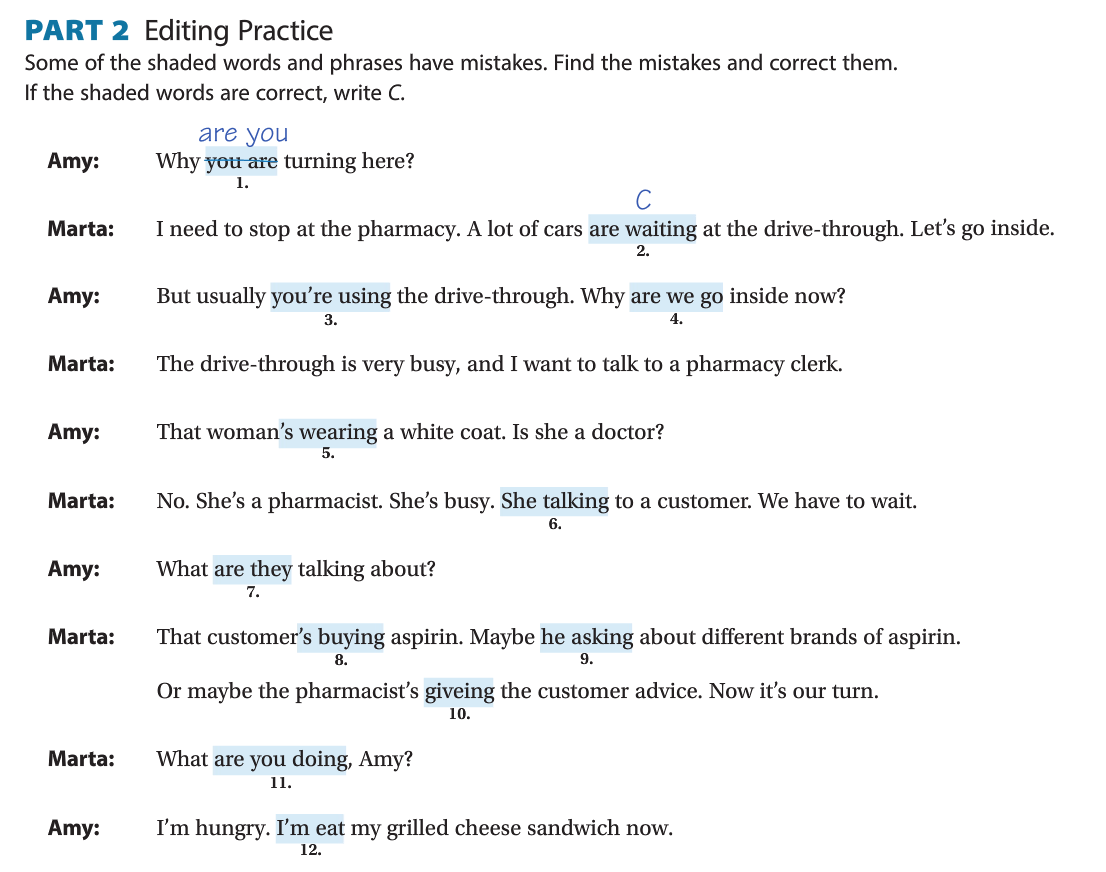 PART 2 Editing Practice
Some of the shaded words and phrases have mistakes. Find the mistakes and correct them.
If the shaded words are correct, write C.
are you
Amy: Why you are turning here?
1.
C
Marta: I need to stop at the pharmacy. A lot of cars are waiting at the drive-through. Let's go inside.
2.
Amy: But usually you're using the drive-through. Why are we go inside now?
3. 4.
Marta: The drive-through is very busy, and I want to talk to a pharmacy clerk.
Amy: That woman's wearing a white coat. Is she a doctor?
5.
Marta: No. She's a pharmacist. She's busy. She talking to a customer. We have to wait.
6.
Amy: What are they talking about?
7.
Marta: That customer's buying aspirin. Maybe he asking about different brands of aspirin.
8. 9.
Or maybe the pharmacist's giveing the customer advice. Now it's our turn.
10.
Marta: What are you doing, Amy?
11.
Amy: I'm hungry. I'm eat my grilled cheese sandwich now.
12.